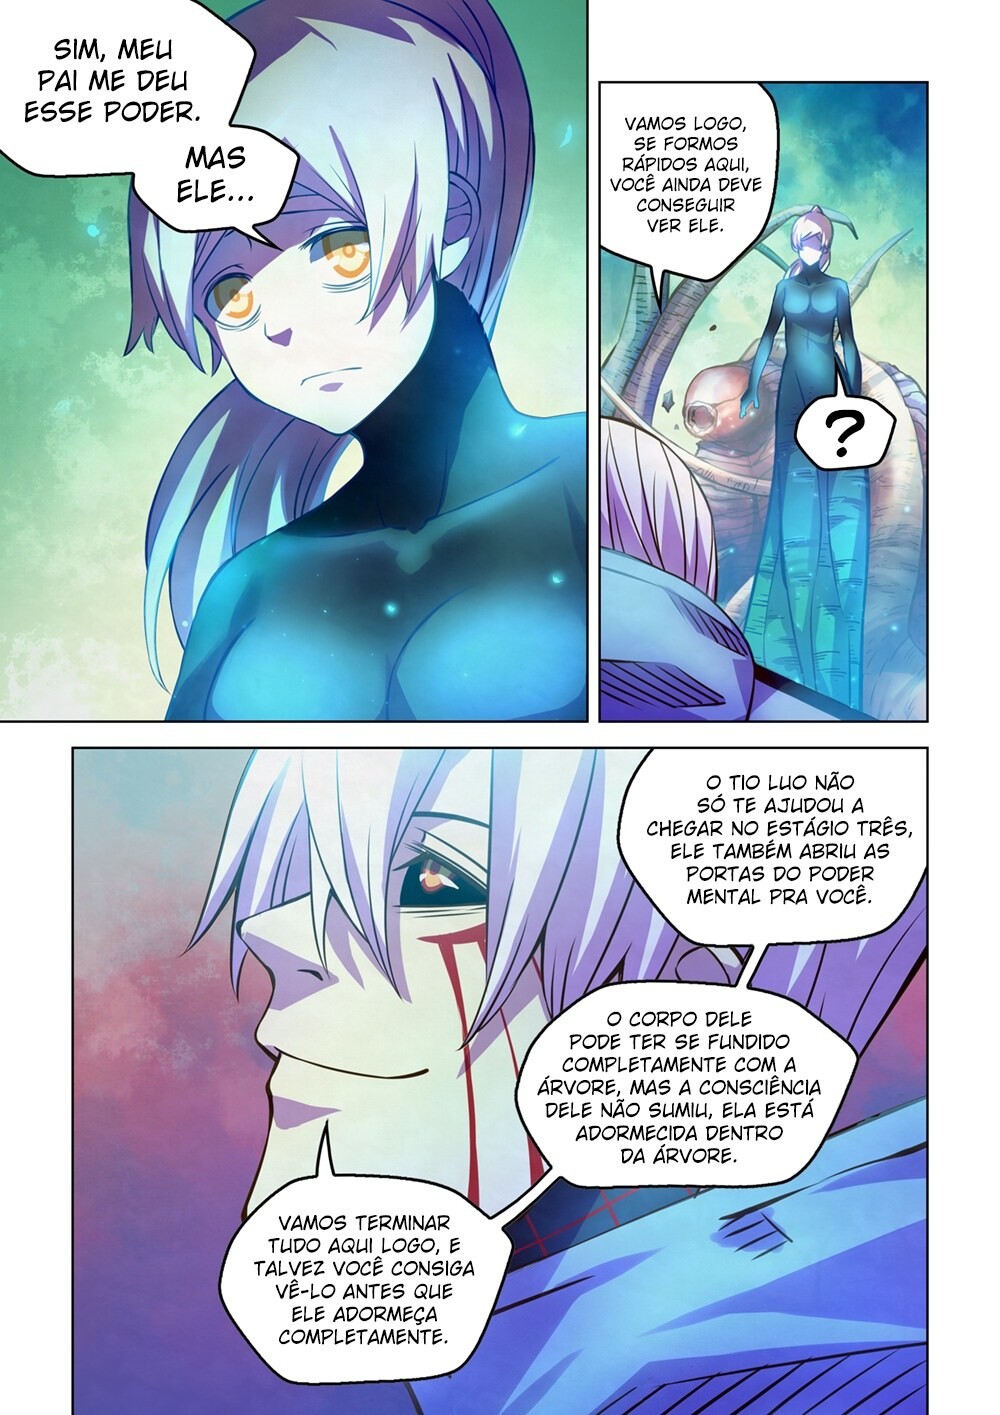 SIM, MEU
PAI ME DEU
ESSE PODER.
MAS
ELE...
VAMOS LOGO,
SE FORMOS
RÁPIDOS AQUI,
VOCÊ AINDA DEVE
CONSEGUIR
VER ELE.
?
O TIO LUO NÃO
SÓ TE AJUDOU A
CHEGAR NO ESTÁGIO TRÊS,
ELE TAMBÉM ABRIU AS
PORTAS DO PODER
MENTAL PRA VOCÊ.
O CORPO DELE
PODE TER SE FUNDIDO
COMPLETAMENTE COM A
ÁRVORE, MAS A CONSCIÊNCIA
DELE NÃO SUMIU, ELA ESTÁ
ADORMECIDA DENTRO
DA ÁRVORE.
VAMOS TERMINAR
TUDO AQUI LOGO, E
TALVEZ VOCÊ CONSIGA
VÊ-LO ANTES QUE
ELE ADORMEÇA
COMPLETAMENTE.